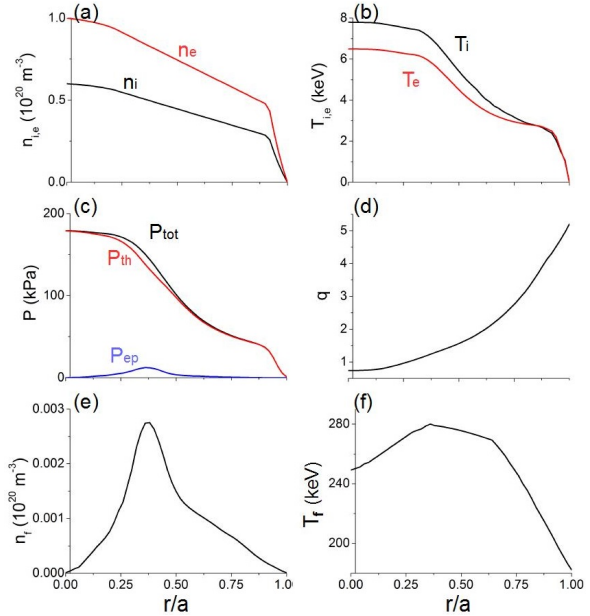 (a)
1.0
0.5
0.0
n_i,e (10^20 m^-3)
n_e
n_i
(b)
8
6
4
2
0
T_i,e (keV)
T_i
T_e
(c)
200
100
0
P (kPa)
P_tot
P_th
P_ep
(d)
5
4
3
2
1
q
(e)
0.003
0.002
0.001
0.000
n_f (10^20 m^-3)
0.00 0.25 0.50 0.75 1.00
r/a
(f)
280
240
200
180
T_f (keV)
0.00 0.25 0.50 0.75 1.00
r/a